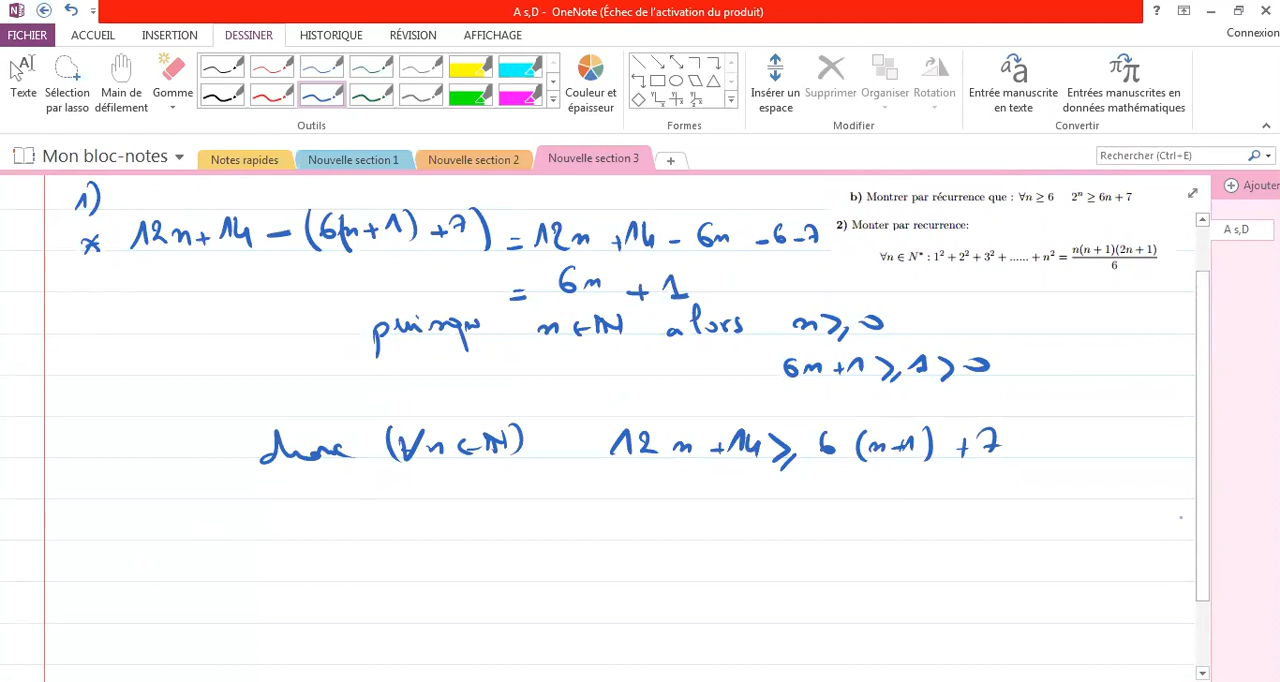 A s,D - OneNote (Échec de l'activation du produit)
FICHIER ACCUEIL INSERTION DESSINER HISTORIQUE RÉVISION AFFICHAGE Connexion
Texte Sélection par lasso Main de défilement Gomme Couleur et épaisseur Insérer un espace Supprimer Organiser Rotation Entrée manuscrite en texte Entrées manuscrites en données mathématiques
Outils Formes Modifier Convertir
Mon bloc-notes Notes rapides Nouvelle section 1 Nouvelle section 2 Nouvelle section 3 + Rechercher (Ctrl+E)
Ajouter
A s,D
b) Montrer par récurrence que : ∀n ≥ 6 2^n ≥ 6n + 7
2) Monter par recurrence:
∀n ∈ N* : 1² + 2² + 3² + ...... + n² = n(n + 1)(2n + 1) / 6
1)
* 12n + 14 - (6(n+1) + 7) = 12n + 14 - 6n - 6 - 7
= 6n + 1
puisque n ∈ ℕ alors n ≥ 0
6n + 1 ≥ 1 > 0
donc (∀n ∈ ℕ) 12n + 14 ≥ 6 (n+1) + 7